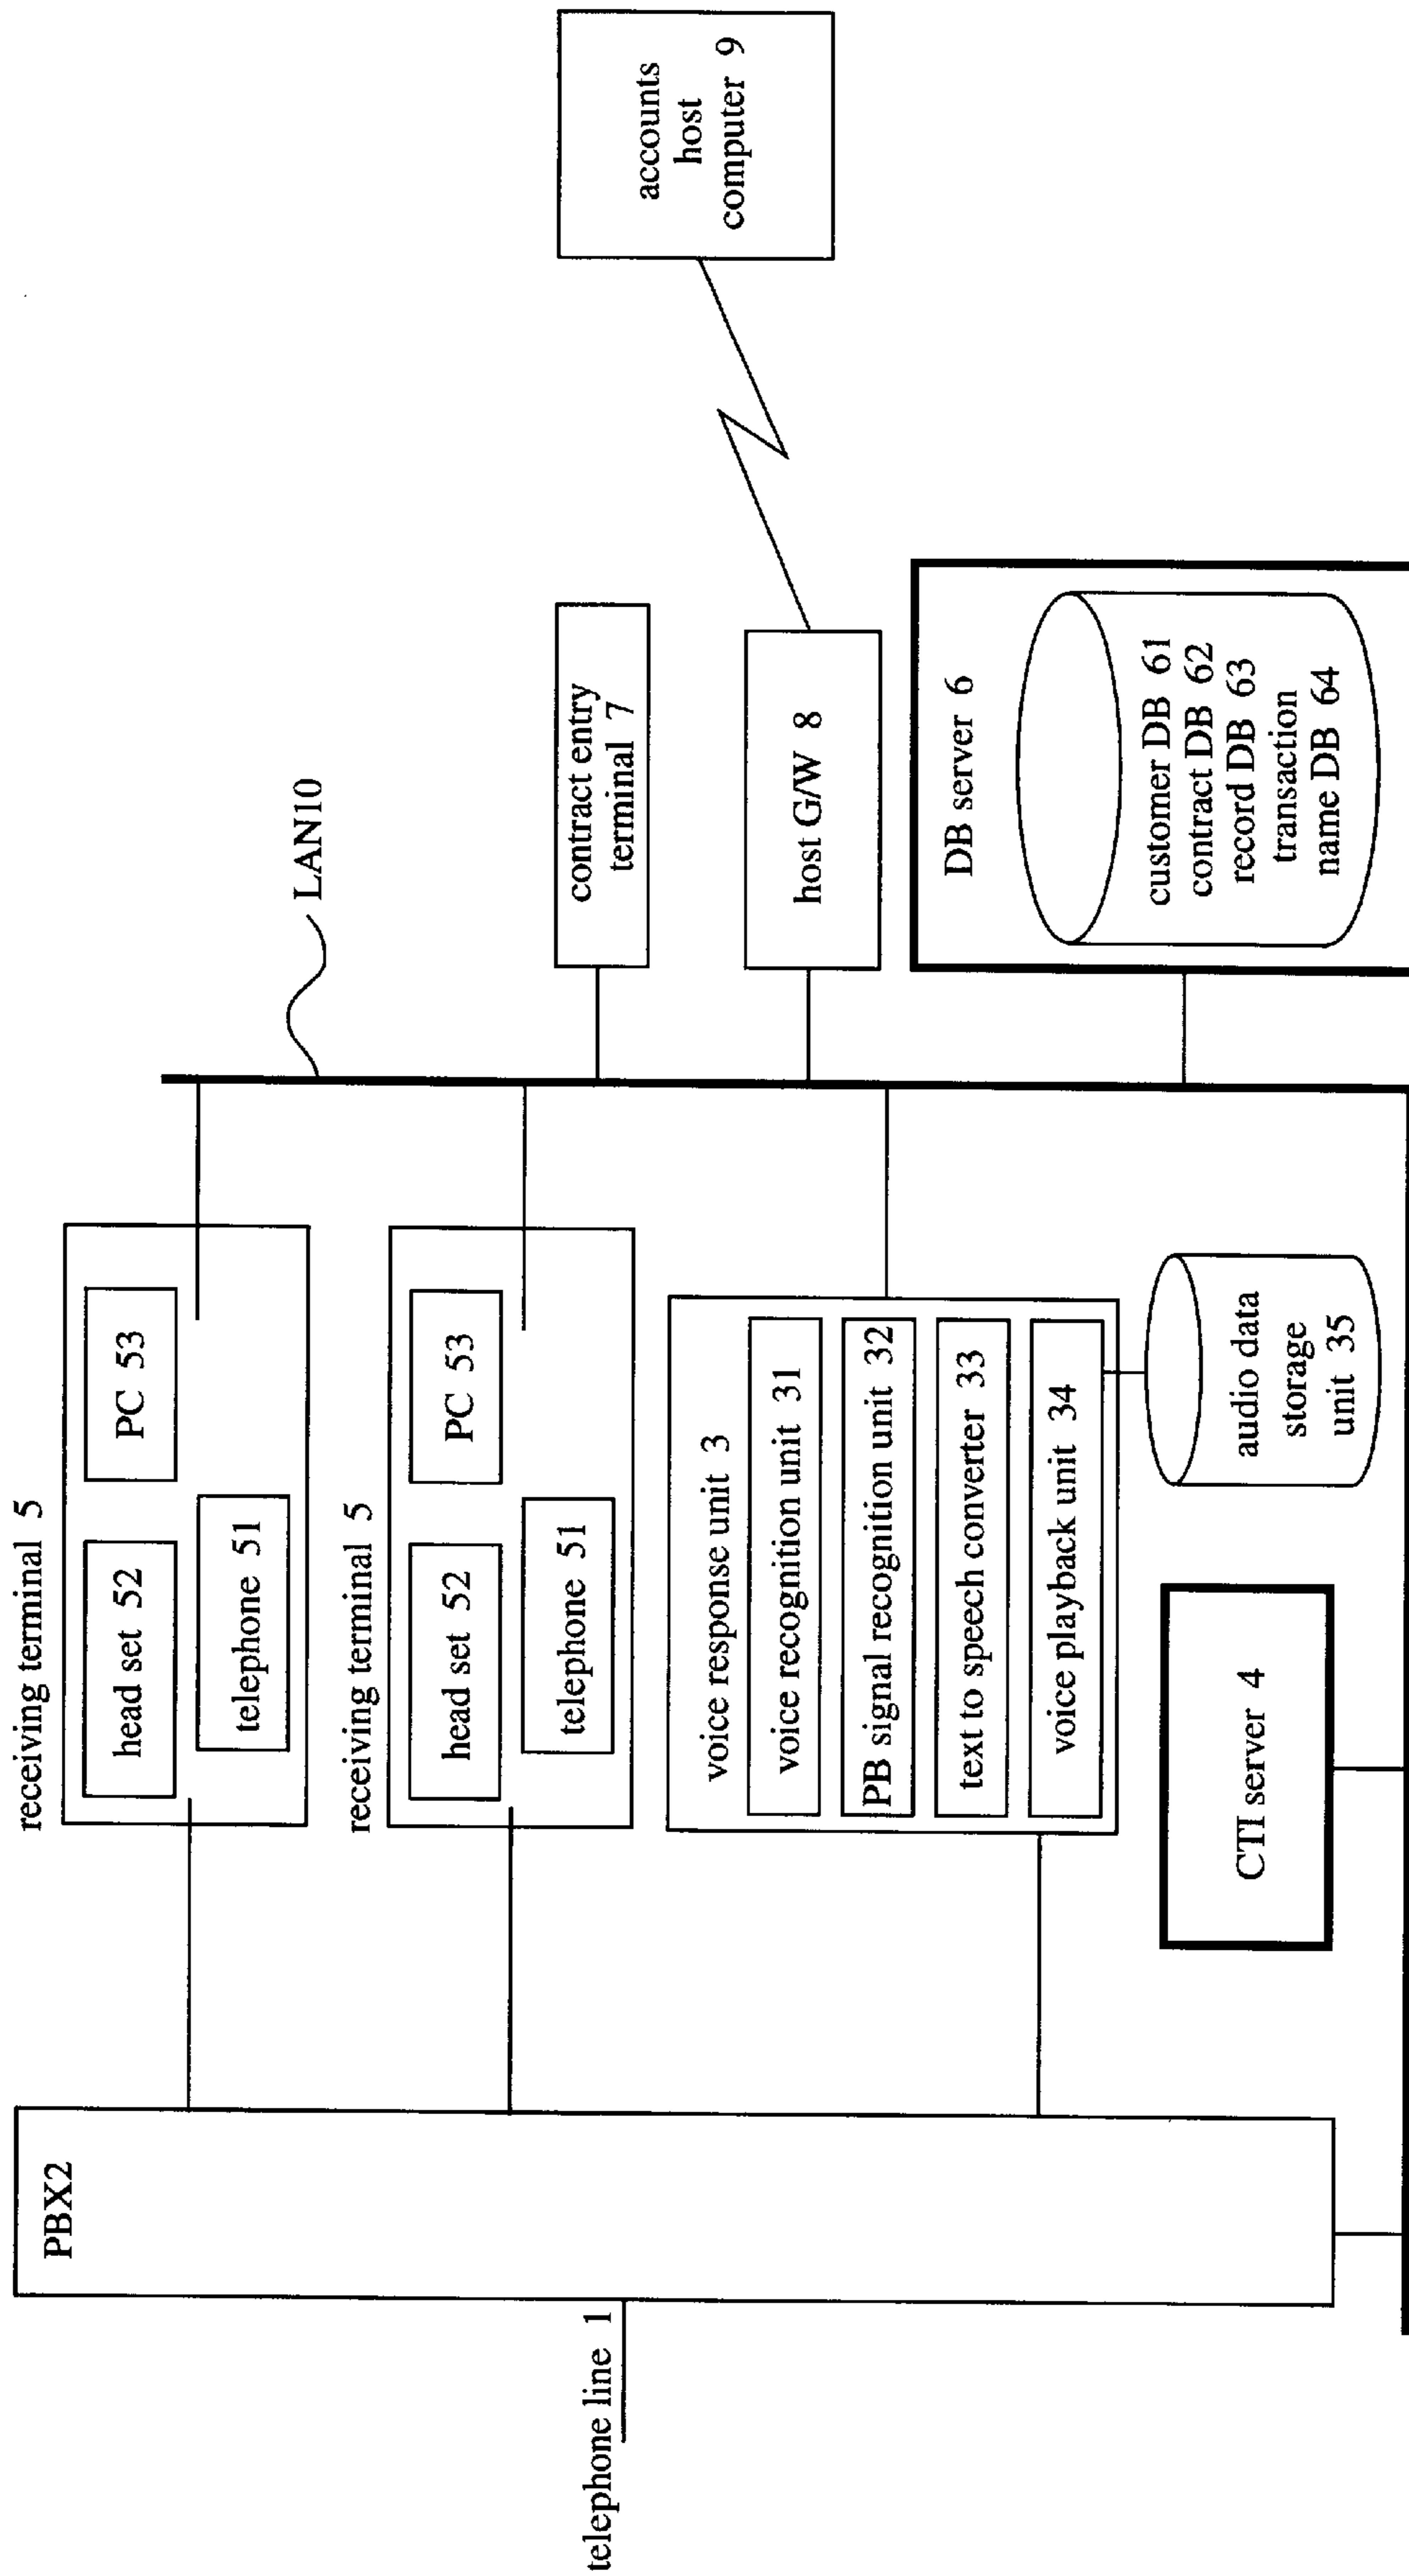 telephone line 1
PBX2
receiving terminal 5
head set 52
PC 53
telephone 51
receiving terminal 5
head set 52
PC 53
telephone 51
voice response unit 3
voice recognition unit 31
PB signal recognition unit 32
text to speech converter 33
voice playback unit 34
audio data
storage
unit 35
CTI server 4
LAN10
contract entry
terminal 7
host G/W 8
DB server 6
customer DB 61
contract DB 62
record DB 63
transaction
name DB 64
accounts
host
computer 9